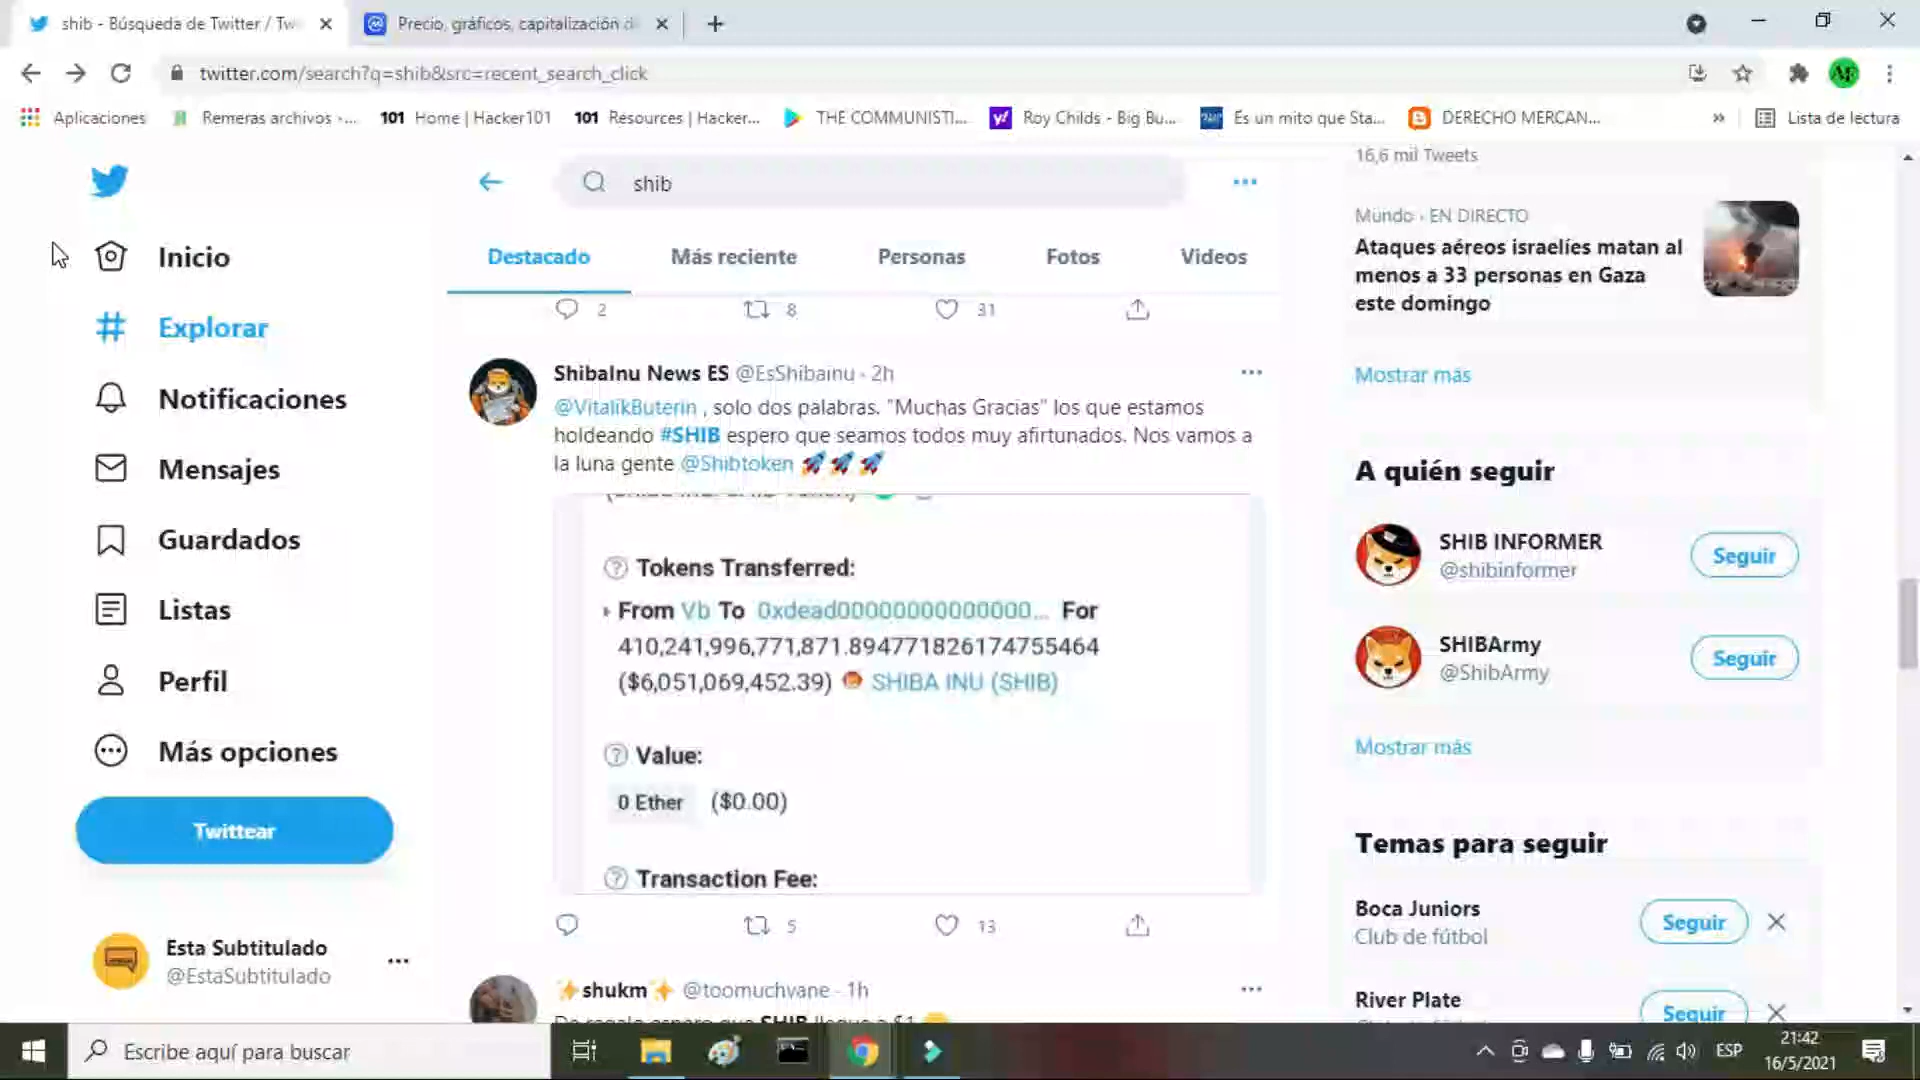 shib - Búsqueda de Twitter / Tw
Precio, gráficos, capitalización d
twitter.com/search?q=shib&src=recent_search_click
Aplicaciones
Remeras archivos -...
101 Home | Hacker101
101 Resources | Hacker...
THE COMMUNISTI...
Roy Childs - Big Bu...
Es un mito que Sta...
DERECHO MERCAN...
»
Lista de lectura
Inicio
Explorar
Notificaciones
Mensajes
Guardados
Listas
Perfil
Más opciones
Twittear
Esta Subtitulado
@EstaSubtitulado
shib
Destacado
Más reciente
Personas
Fotos
Videos
2
8
31
ShibaInu News ES @EsShibainu · 2h
@VitalikButerin , solo dos palabras. "Muchas Gracias" los que estamos
holdeando #SHIB espero que seamos todos muy afirtunados. Nos vamos a
la luna gente @Shibtoken 🚀🚀🚀
Tokens Transferred:
From Vb To 0xdead00000000000000... For
410,241,996,771,871.894771826174755464
($6,051,069,452.39) SHIBA INU (SHIB)
Value:
0 Ether ($0.00)
Transaction Fee:
5
13
✨shukm✨ @toomuchvane · 1h
16,6 mil Tweets
Mundo · EN DIRECTO
Ataques aéreos israelíes matan al
menos a 33 personas en Gaza
este domingo
Mostrar más
A quién seguir
SHIB INFORMER
@shibinformer
Seguir
SHIBArmy
@ShibArmy
Seguir
Mostrar más
Temas para seguir
Boca Juniors
Club de fútbol
Seguir
River Plate
Seguir
Escribe aquí para buscar
ESP
21:42
16/5/2021